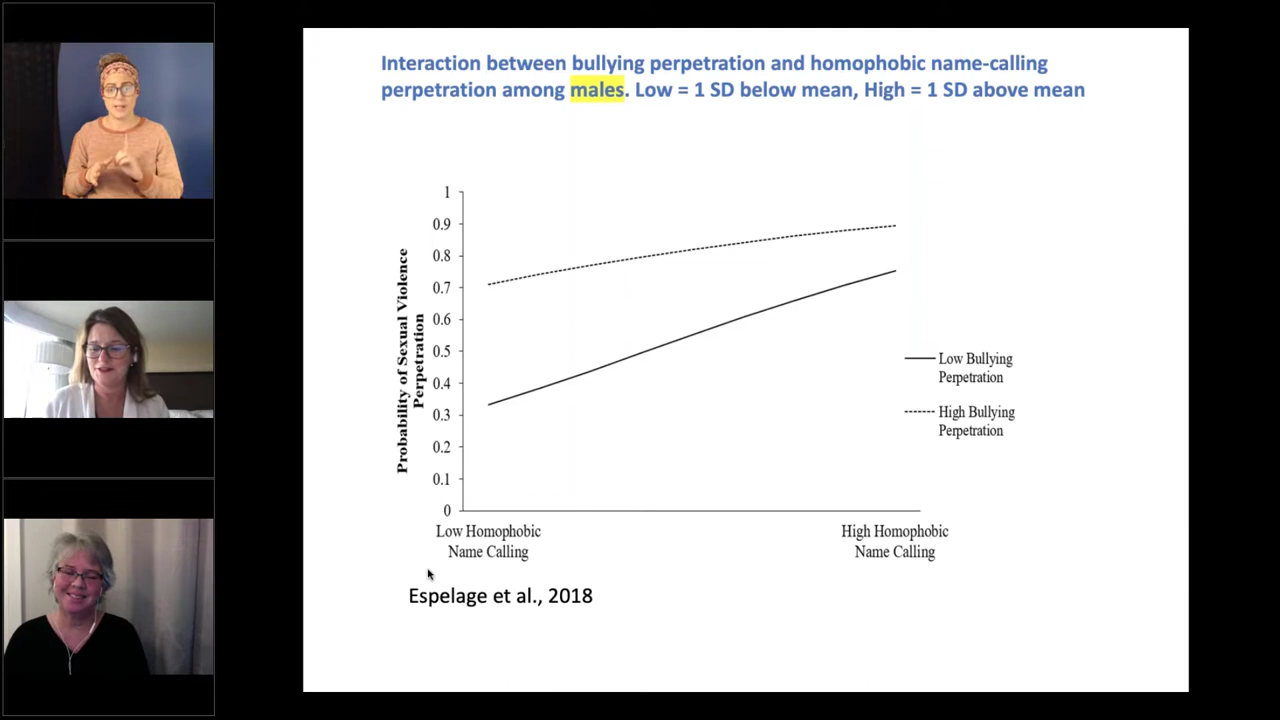 Interaction between bullying perpetration and homophobic name-calling
perpetration among males. Low = 1 SD below mean, High = 1 SD above mean
Probability of Sexual Violence
Perpetration
1
0.9
0.8
0.7
0.6
0.5
0.4
0.3
0.2
0.1
0
Low Bullying
Perpetration
High Bullying
Perpetration
Low Homophobic
Name Calling
High Homophobic
Name Calling
Espelage et al., 2018